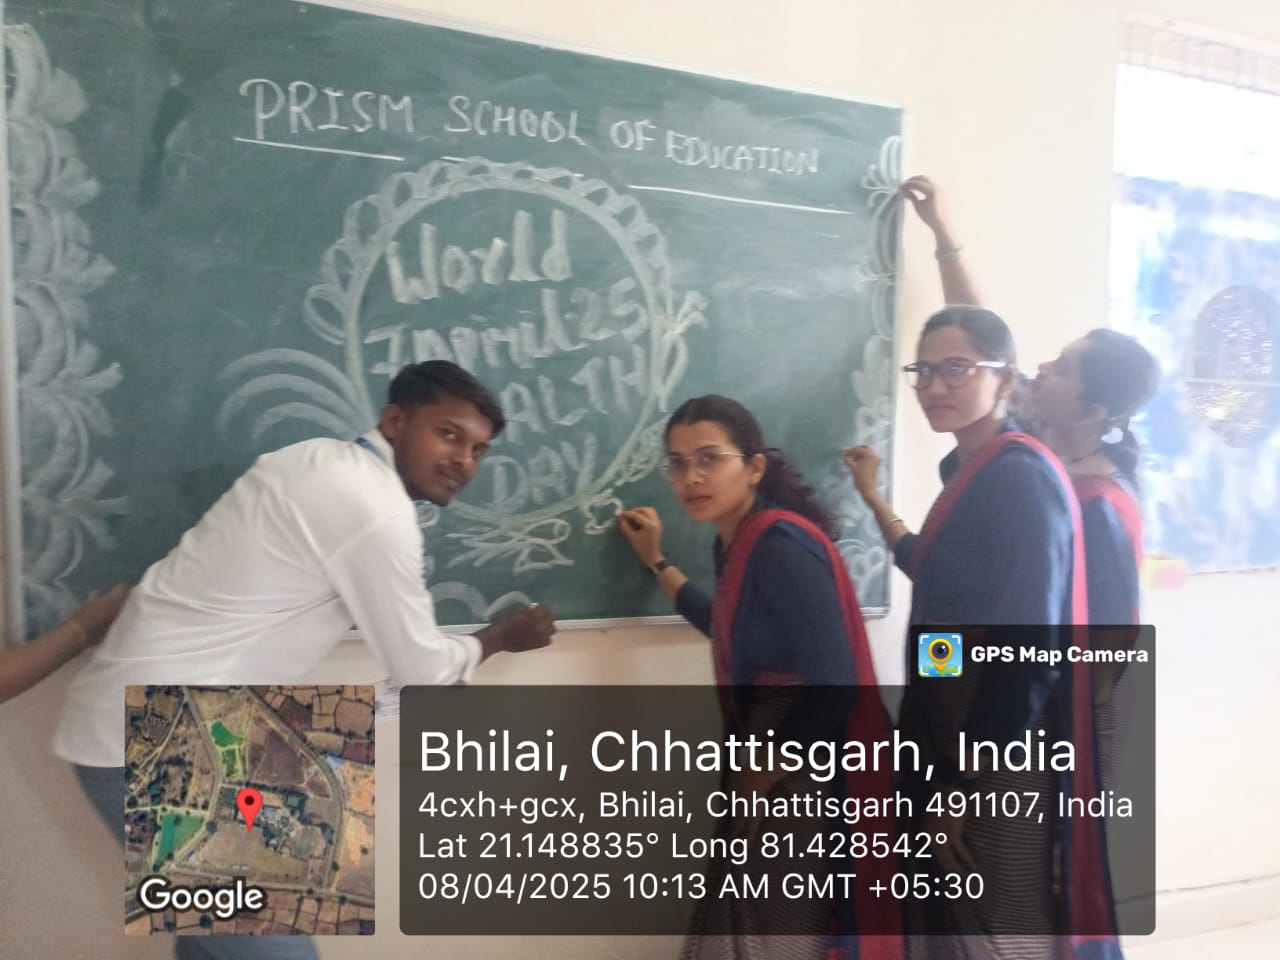 PRISM SCHOOL OF EDUCATION
World
7 April 25
ALTH
DAY
GPS Map Camera
Bhilai, Chhattisgarh, India
4cxh+gcx, Bhilai, Chhattisgarh 491107, India
Lat 21.148835° Long 81.428542°
08/04/2025 10:13 AM GMT +05:30
Google